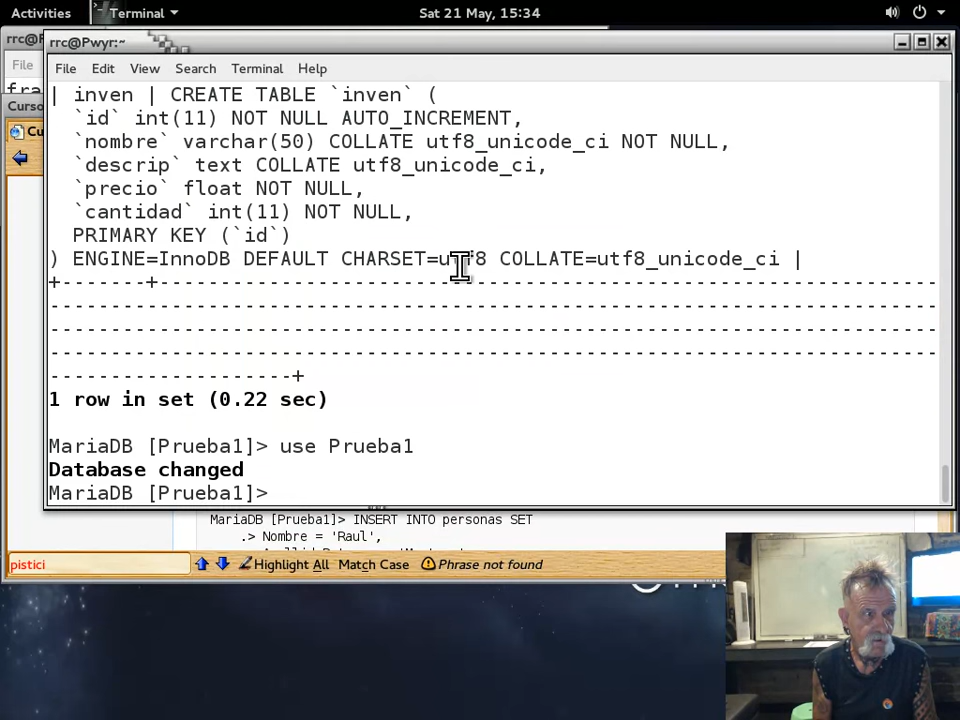 Activities Terminal Sat 21 May, 15:34
rrc@P rrc@Pwyr:~
File File Edit View Search Terminal Help
| inven | CREATE TABLE `inven` (
`id` int(11) NOT NULL AUTO_INCREMENT,
`nombre` varchar(50) COLLATE utf8_unicode_ci NOT NULL,
`descrip` text COLLATE utf8_unicode_ci,
`precio` float NOT NULL,
`cantidad` int(11) NOT NULL,
PRIMARY KEY (`id`)
) ENGINE=InnoDB DEFAULT CHARSET=utf8 COLLATE=utf8_unicode_ci |
+-------+--------------------------------------------------------------------
-------------------------------------------------------------------------
-------------------------------------------------------------------------
-------------------------------------------------------------------------
--------------------+
1 row in set (0.22 sec)
MariaDB [Prueba1]> use Prueba1
Database changed
MariaDB [Prueba1]>
MariaDB [Prueba1]> INSERT INTO personas SET
.> Nombre = 'Raul',
pistici Highlight All Match Case Phrase not found